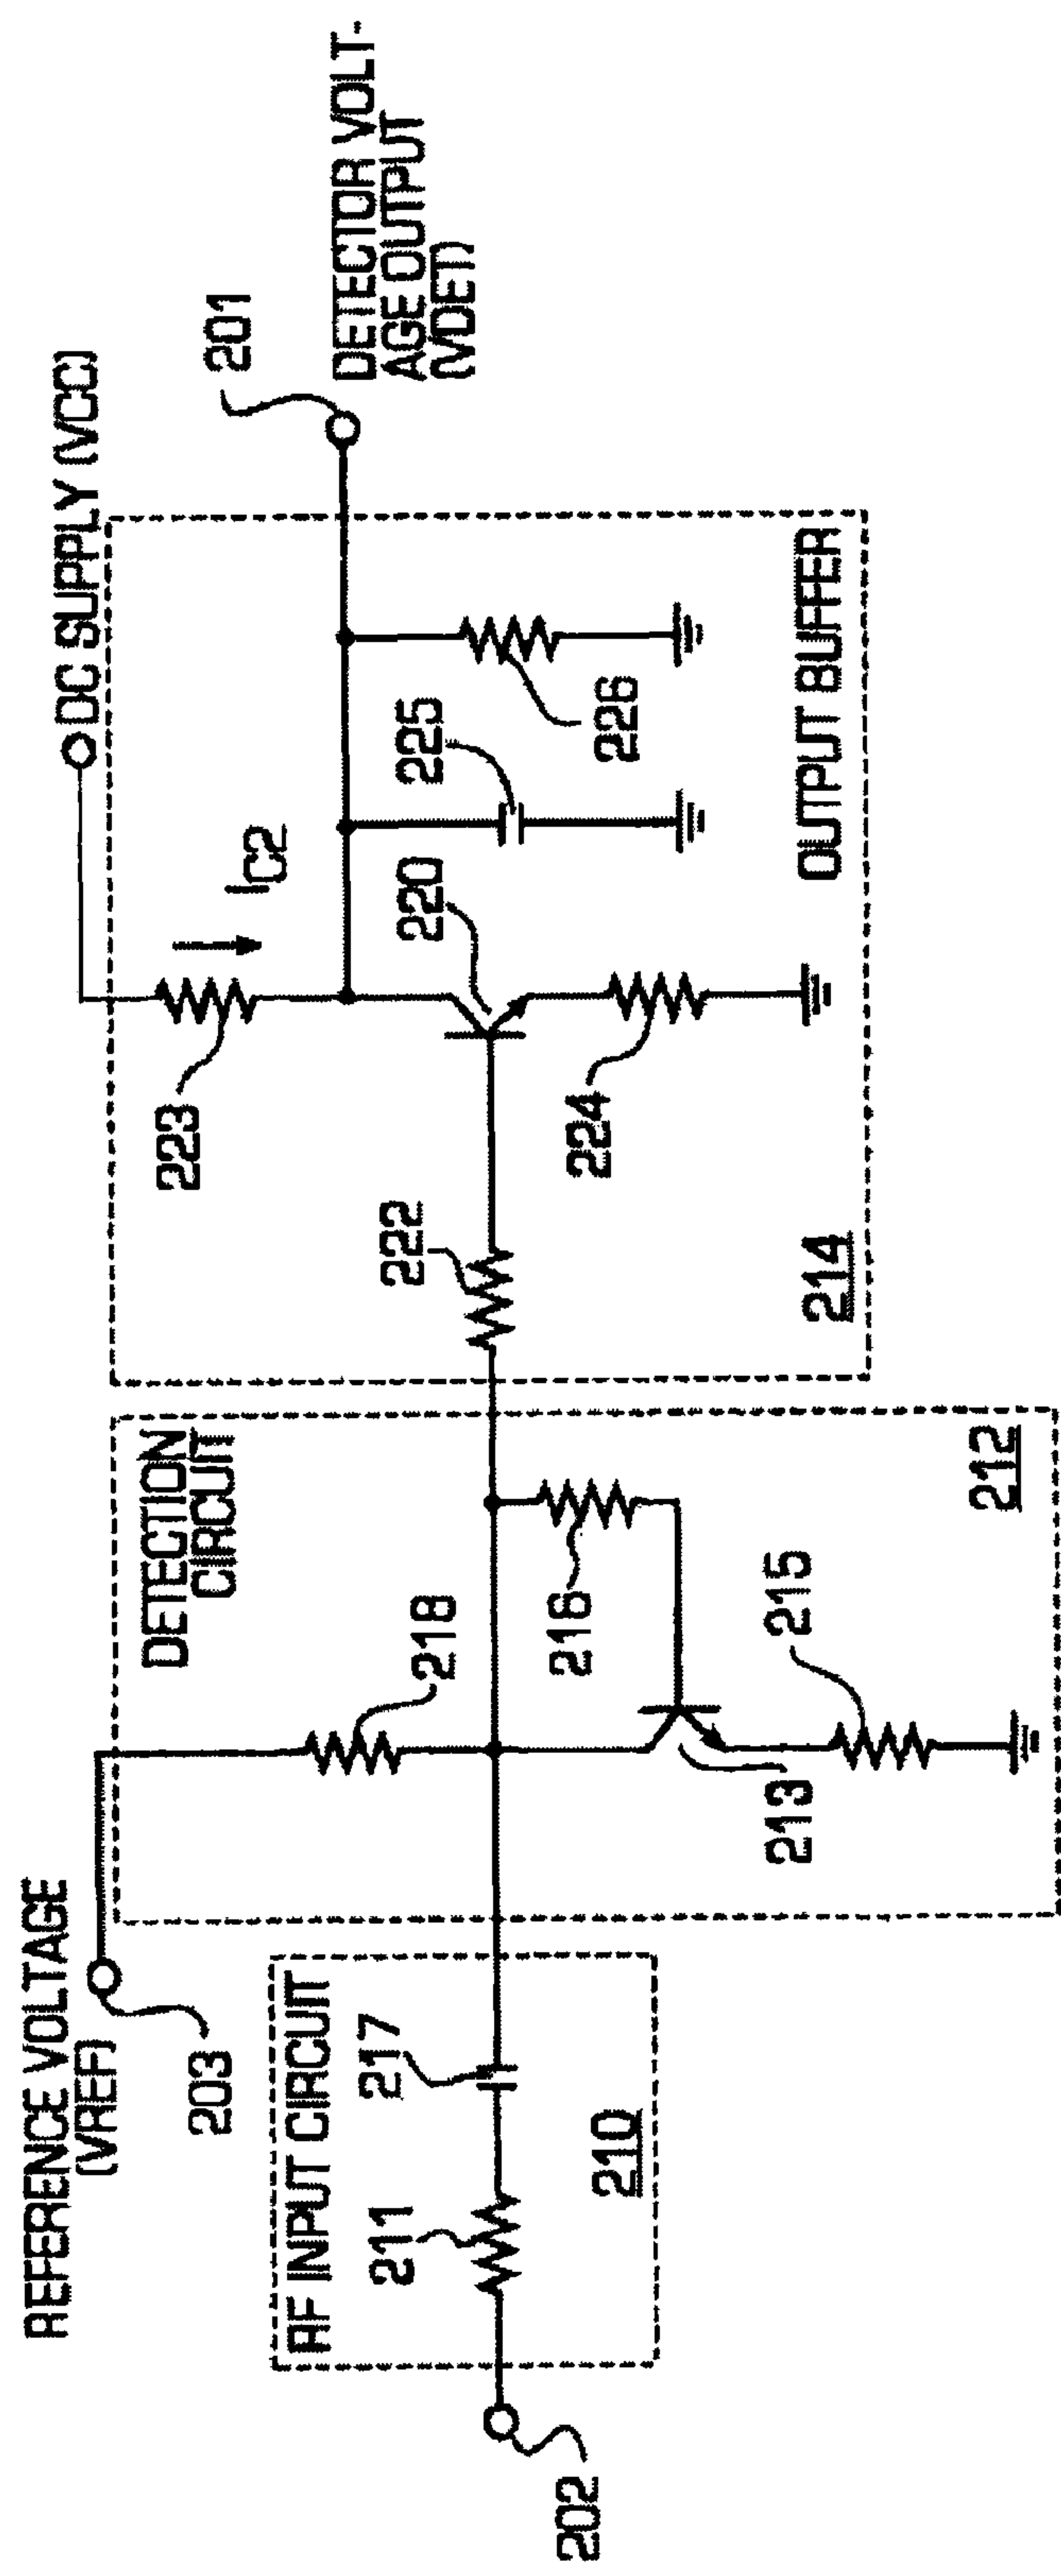 REFERENCE VOLTAGE
(VREF)
203
DC SUPPLY (VCC)
DETECTION
CIRCUIT
223
IC2
201
DETECTOR VOLT-
AGE OUTPUT
(VDET)
RF INPUT CIRCUIT
217
211
210
218
216
213
215
212
222
220
225
224
226
214
OUTPUT BUFFER
202